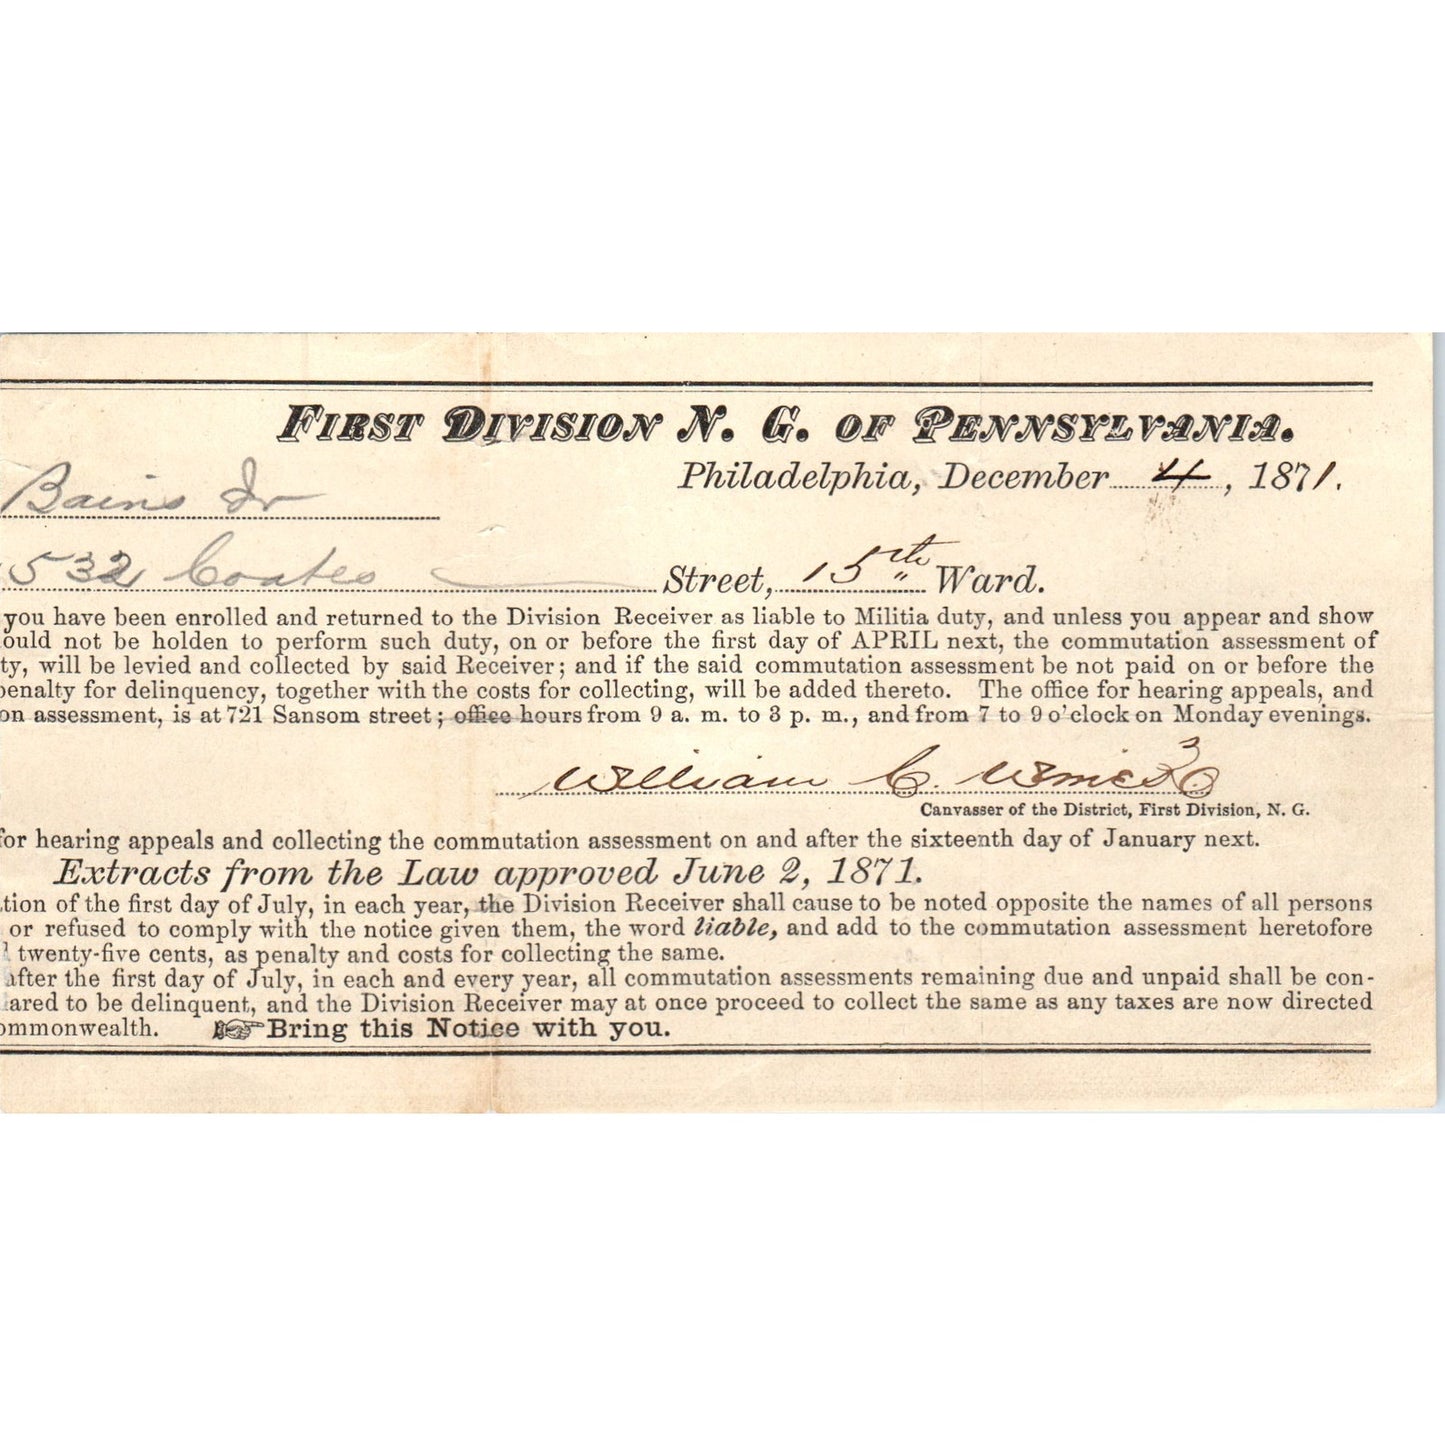 FIRST DIVISION N. G. OF PENNSYLVANIA.
Philadelphia, December 4, 1871.
Bains Jr
532 Coates Street, 15th Ward.
you have been enrolled and returned to the Division Receiver as liable to Militia duty, and unless you appear and show
ould not be holden to perform such duty, on or before the first day of APRIL next, the commutation assessment of
ty, will be levied and collected by said Receiver; and if the said commutation assessment be not paid on or before the
penalty for delinquency, together with the costs for collecting, will be added thereto. The office for hearing appeals, and
on assessment, is at 721 Sansom street; office hours from 9 a. m. to 3 p. m., and from 7 to 9 o'clock on Monday evenings.
William C.
Canvasser of the District, First Division, N. G.
for hearing appeals and collecting the commutation assessment on and after the sixteenth day of January next.
Extracts from the Law approved June 2, 1871.
tion of the first day of July, in each year, the Division Receiver shall cause to be noted opposite the names of all persons
or refused to comply with the notice given them, the word liable, and add to the commutation assessment heretofore
twenty-five cents, as penalty and costs for collecting the same.
after the first day of July, in each and every year, all commutation assessments remaining due and unpaid shall be con-
ared to be delinquent, and the Division Receiver may at once proceed to collect the same as any taxes are now directed
ommonwealth. ☞Bring this Notice with you.